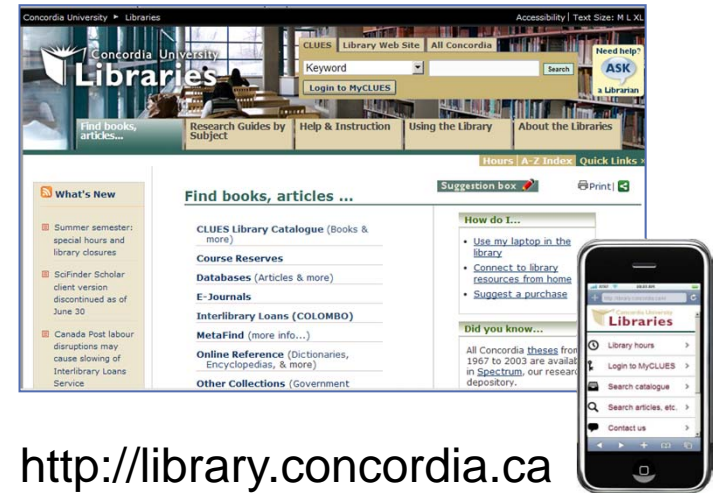 Concordia University ► Libraries
Accessibility | Text Size: M L XL
Concordia University
Libraries
CLUES
Library Web Site
All Concordia
Keyword
Search
Login to MyCLUES
Need help?
ASK
a Librarian
Find books, articles...
Research Guides by Subject
Help & Instruction
Using the Library
About the Libraries
Hours
A-Z Index
Quick Links »
Suggestion box
Print|
What's New
Summer semester:
special hours and
library closures
SciFinder Scholar
client version
discontinued as of
June 30
Canada Post labour
disruptions may
cause slowing of
Interlibrary Loans
Service
Find books, articles ...
CLUES Library Catalogue (Books &
more)
Course Reserves
Databases (Articles & more)
E-Journals
Interlibrary Loans (COLOMBO)
MetaFind (more info...)
Online Reference (Dictionaries,
Encyclopedias, & more)
Other Collections (Government
How do I...
Use my laptop in the
library
Connect to library
resources from home
Suggest a purchase
Did you know...
All Concordia theses from
1967 to 2003 are availab
in Spectrum, our researc
depository.
Concordia University
Libraries
Library hours
Login to MyCLUES
Search catalogue
Search articles, etc.
Contact us
http://library.concordia.ca